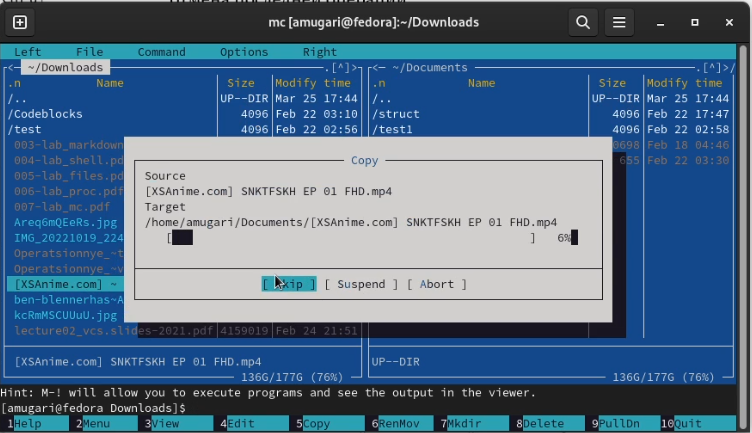 mc [amugari@fedora]:~/Downloads
Left File Command Options Right
<─ ~/Downloads .[^]> <─ ~/Documents .[^]>
.n Name Size Modify time .n Name Size Modify time
/.. UP--DIR Mar 25 17:44 /.. UP--DIR Mar 25 17:44
/Codeblocks 4096 Feb 22 03:10 /struct 4096 Feb 22 17:47
/test 4096 Feb 22 02:56 /test1 4096 Feb 22 02:58
003-lab_markdown 0698 Feb 18 04:46
004-lab_shell.pd 655 Feb 22 03:30
005-lab_files.pd
006-lab_proc.pdf
007-lab_mc.pdf
Areq6mQEeRs.jpg
IMG_20221019_224
Operatsionnye_~t
Operatsionnye_~v
[XSAnime.com] ~
ben-blennerhas~A
kcRmMSCUUuU.jpg
lecture02_vcs.slides-2021.pdf 4159019 Feb 24 21:51
Copy
Source
[XSAnime.com] SNKTFSKH EP 01 FHD.mp4
Target
/home/amugari/Documents/[XSAnime.com] SNKTFSKH EP 01 FHD.mp4
[ ] 6%
[ Skip ] [ Suspend ] [ Abort ]
[XSAnime.com] SNKTFSKH EP 01 FHD.mp4 UP--DIR
136G/177G (76%) 136G/177G (76%)
Hint: M-! will allow you to execute programs and see the output in the viewer.
[amugari@fedora Downloads]$
1Help 2Menu 3View 4Edit 5Copy 6RenMov 7Mkdir 8Delete 9PullDn 10Quit